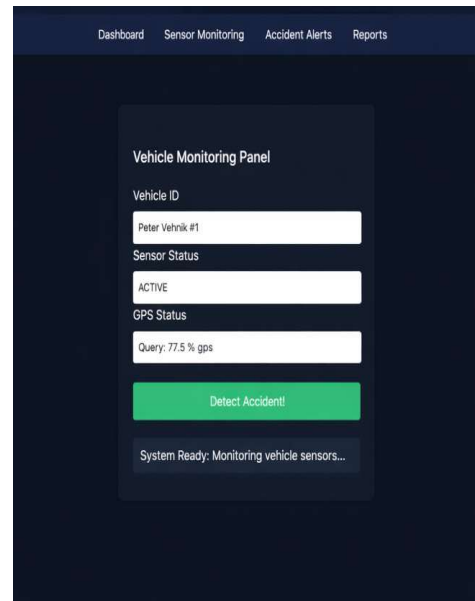 Dashboard Sensor Monitoring Accident Alerts Reports
Vehicle Monitoring Panel
Vehicle ID
Peter Vehnik #1
Sensor Status
ACTIVE
GPS Status
Query: 77.5 % gps
Detect Accident!
System Ready: Monitoring vehicle sensors...